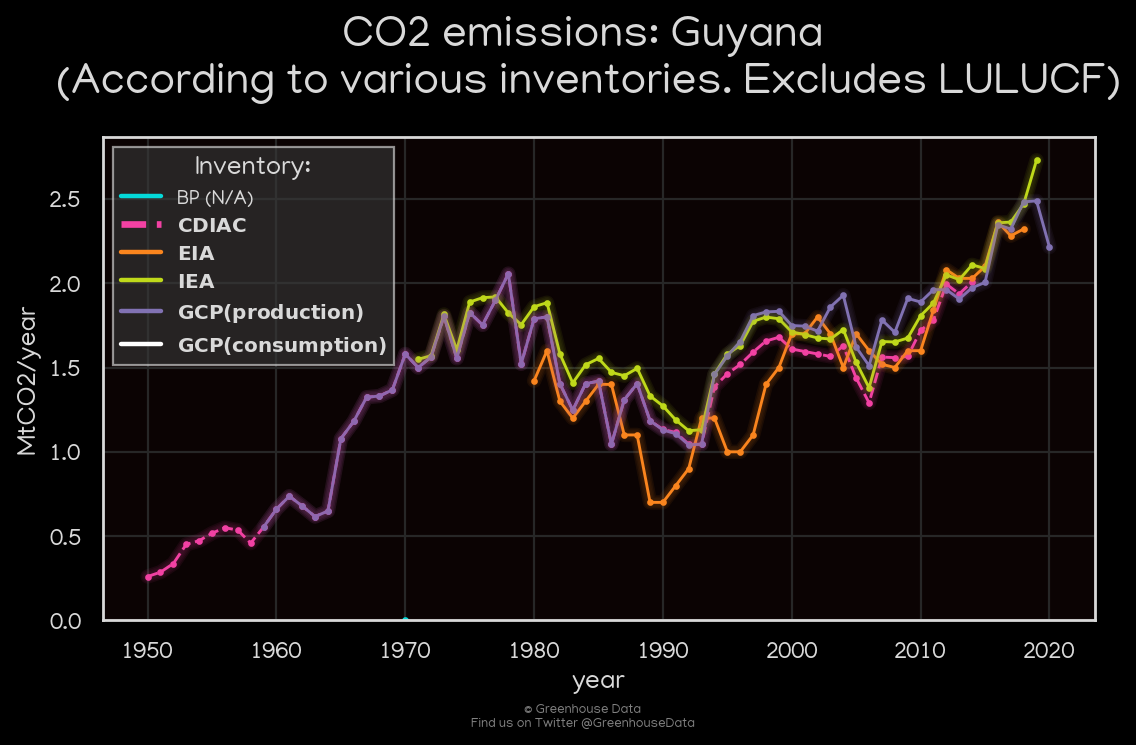 CO2 emissions: Guyana
(According to various inventories. Excludes LULUCF)
Inventory:
BP (N/A)
CDIAC
EIA
IEA
GCP(production)
GCP(consumption)
MtCO2/year
2.5
2.0
1.5
1.0
0.5
0.0
1950 1960 1970 1980 1990 2000 2010 2020
year
© Greenhouse Data
Find us on Twitter @GreenhouseData